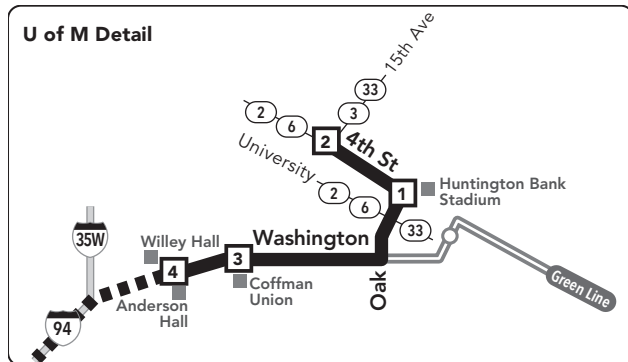 U of M Detail
15th Ave
33
3
2
6
2
4th St
University
2
6
33
1
Huntington Bank
Stadium
35W
Willey Hall
Washington
4
3
Coffman
Union
Anderson
Hall
Oak
Green Line
94